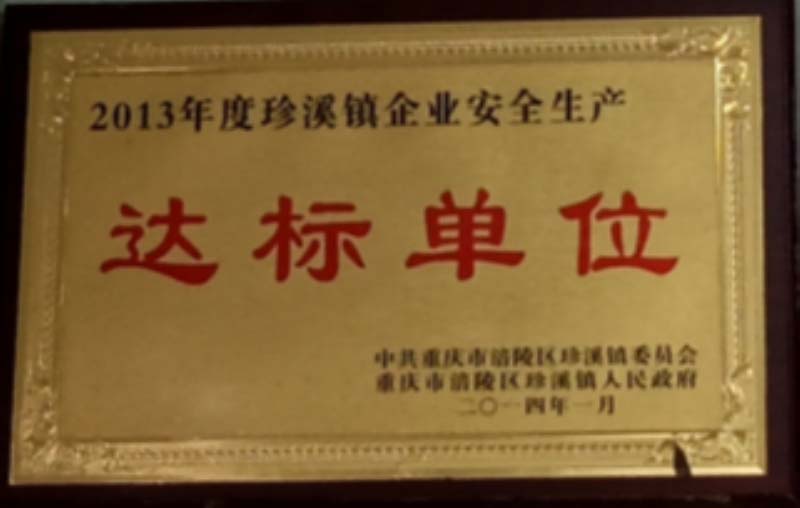 2013年度珍溪镇企业安全生产
达标单位
中共重庆市涪陵区珍溪镇委员会
重庆市涪陵区珍溪镇人民政府
二〇一四年一月